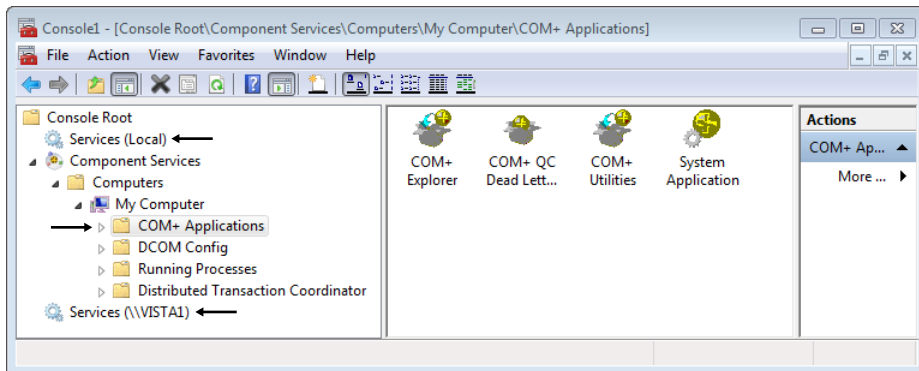 Console1 - [Console Root\Component Services\Computers\My Computer\COM+ Applications]
File Action View Favorites Window Help
Console Root
Services (Local)
Component Services
Computers
My Computer
COM+ Applications
DCOM Config
Running Processes
Distributed Transaction Coordinator
Services (\\VISTA1)
COM+ Explorer
COM+ QC Dead Lett...
COM+ Utilities
System Application
Actions
COM+ Ap...
More ...